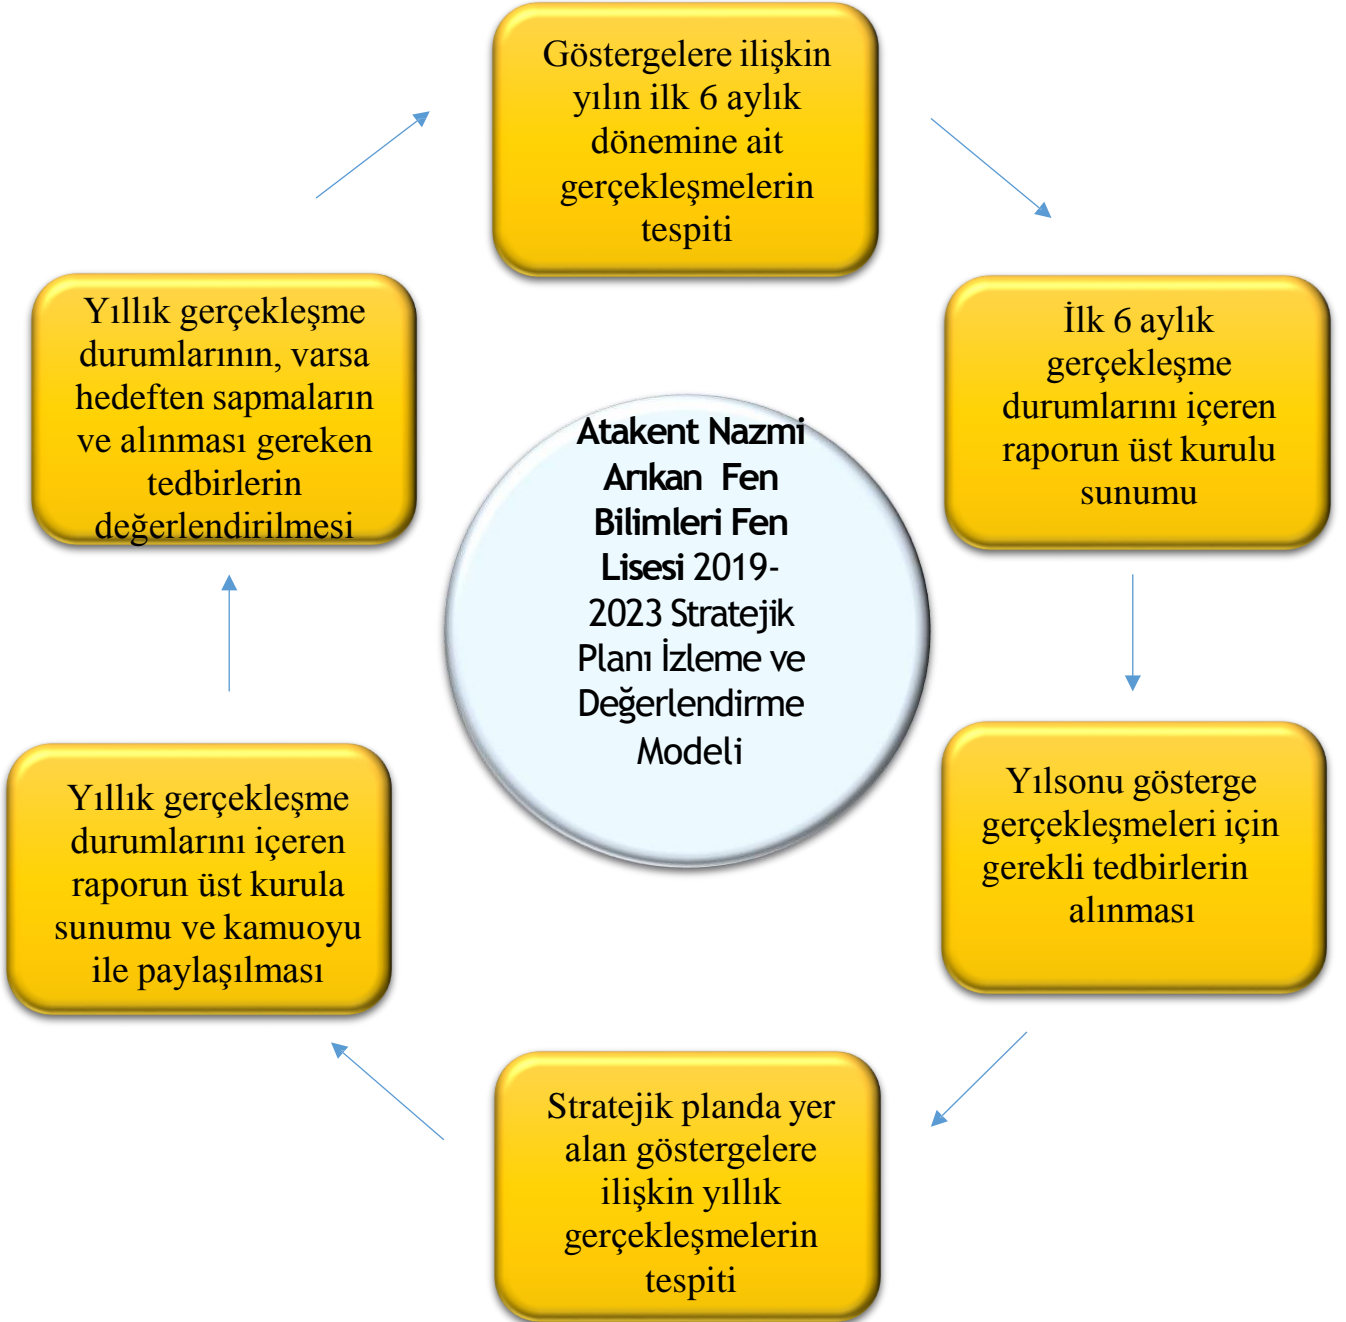 Göstergelere ilişkin
yılın ilk 6 aylık
dönemine ait
gerçekleşmelerin
tespiti
İlk 6 aylık
gerçekleşme
durumlarını içeren
raporun üst kurulu
sunumu
Yılsonu gösterge
gerçekleşmeleri için
gerekli tedbirlerin
alınması
Stratejik planda yer
alan göstergelere
ilişkin yıllık
gerçekleşmelerin
tespiti
Yıllık gerçekleşme
durumlarını içeren
raporun üst kurula
sunumu ve kamuoyu
ile paylaşılması
Yıllık gerçekleşme
durumlarının, varsa
hedeften sapmaların
ve alınması gereken
tedbirlerin
değerlendirilmesi
Atakent Nazmi
Arıkan Fen
Bilimleri Fen
Lisesi 2019-
2023 Stratejik
Planı İzleme ve
Değerlendirme
Modeli